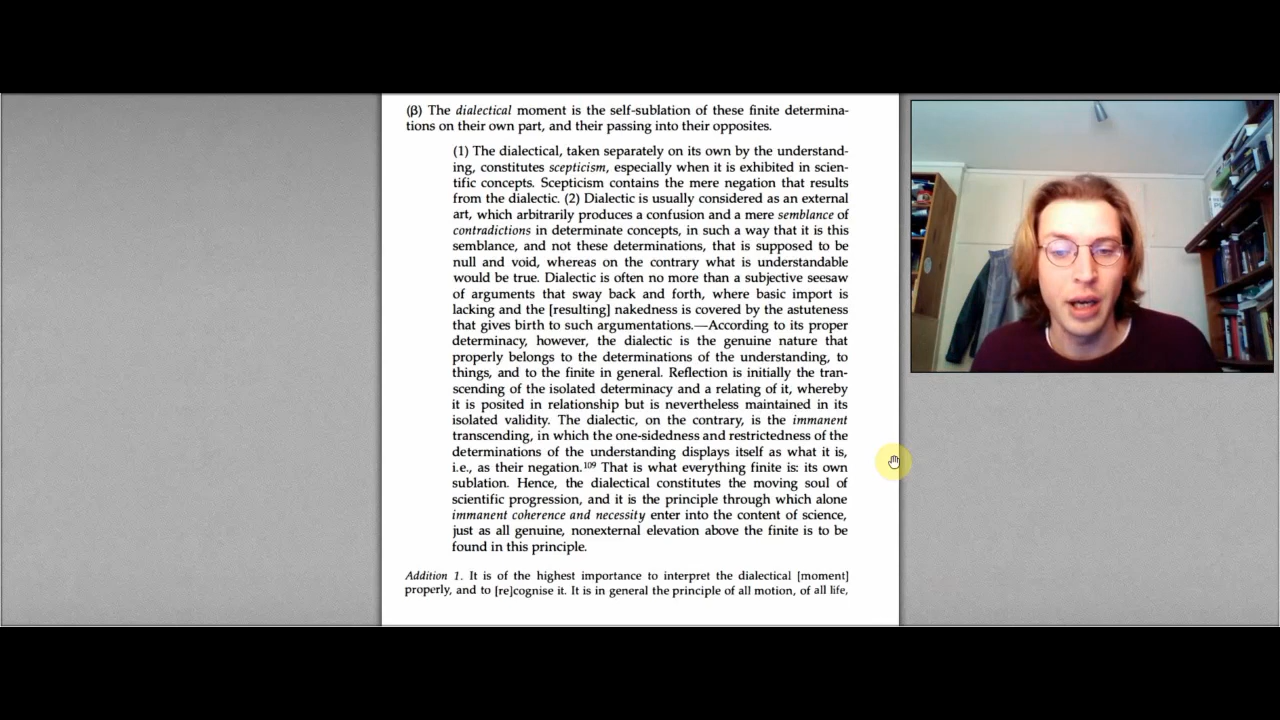 (β) The dialectical moment is the self-sublation of these finite determina-
tions on their own part, and their passing into their opposites.
(1) The dialectical, taken separately on its own by the understand-
ing, constitutes scepticism, especially when it is exhibited in scien-
tific concepts. Scepticism contains the mere negation that results
from the dialectic. (2) Dialectic is usually considered as an external
art, which arbitrarily produces a confusion and a mere semblance of
contradictions in determinate concepts, in such a way that it is this
semblance, and not these determinations, that is supposed to be
null and void, whereas on the contrary what is understandable
would be true. Dialectic is often no more than a subjective seesaw
of arguments that sway back and forth, where basic import is
lacking and the [resulting] nakedness is covered by the astuteness
that gives birth to such argumentations.—According to its proper
determinacy, however, the dialectic is the genuine nature that
properly belongs to the determinations of the understanding, to
things, and to the finite in general. Reflection is initially the tran-
scending of the isolated determinacy and a relating of it, whereby
it is posited in relationship but is nevertheless maintained in its
isolated validity. The dialectic, on the contrary, is the immanent
transcending, in which the one-sidedness and restrictedness of the
determinations of the understanding displays itself as what it is,
i.e., as their negation.¹⁰⁹ That is what everything finite is: its own
sublation. Hence, the dialectical constitutes the moving soul of
scientific progression, and it is the principle through which alone
immanent coherence and necessity enter into the content of science,
just as all genuine, nonexternal elevation above the finite is to be
found in this principle.
Addition 1. It is of the highest importance to interpret the dialectical [moment]
properly, and to [re]cognise it. It is in general the principle of all motion, of all life,